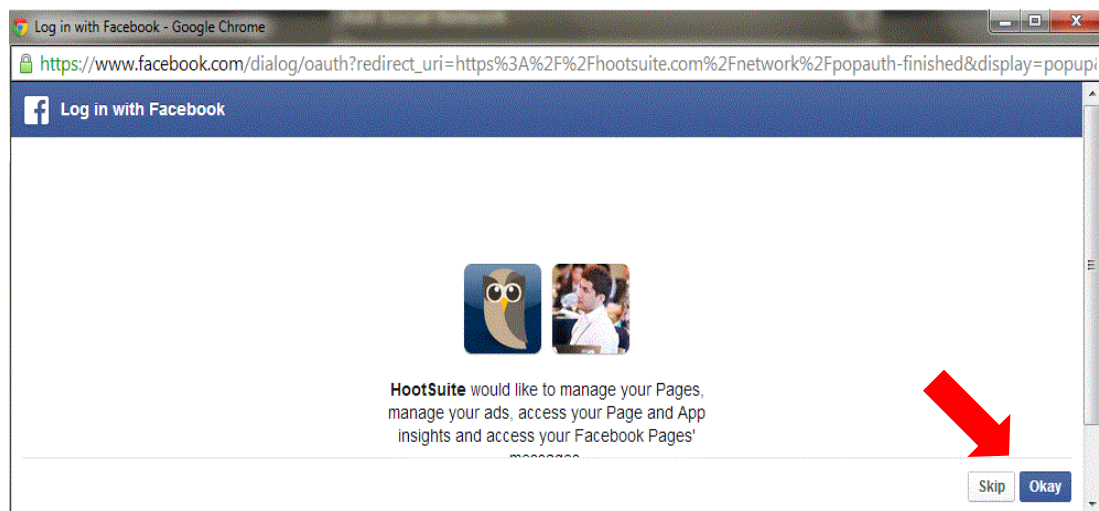 Log in with Facebook - Google Chrome
https://www.facebook.com/dialog/oauth?redirect_uri=https%3A%2F%2Fhootsuite.com%2Fnetwork%2Fpopauth-finished&display=popup&
Log in with Facebook
HootSuite would like to manage your Pages,
manage your ads, access your Page and App
insights and access your Facebook Pages'
messages
Skip
Okay